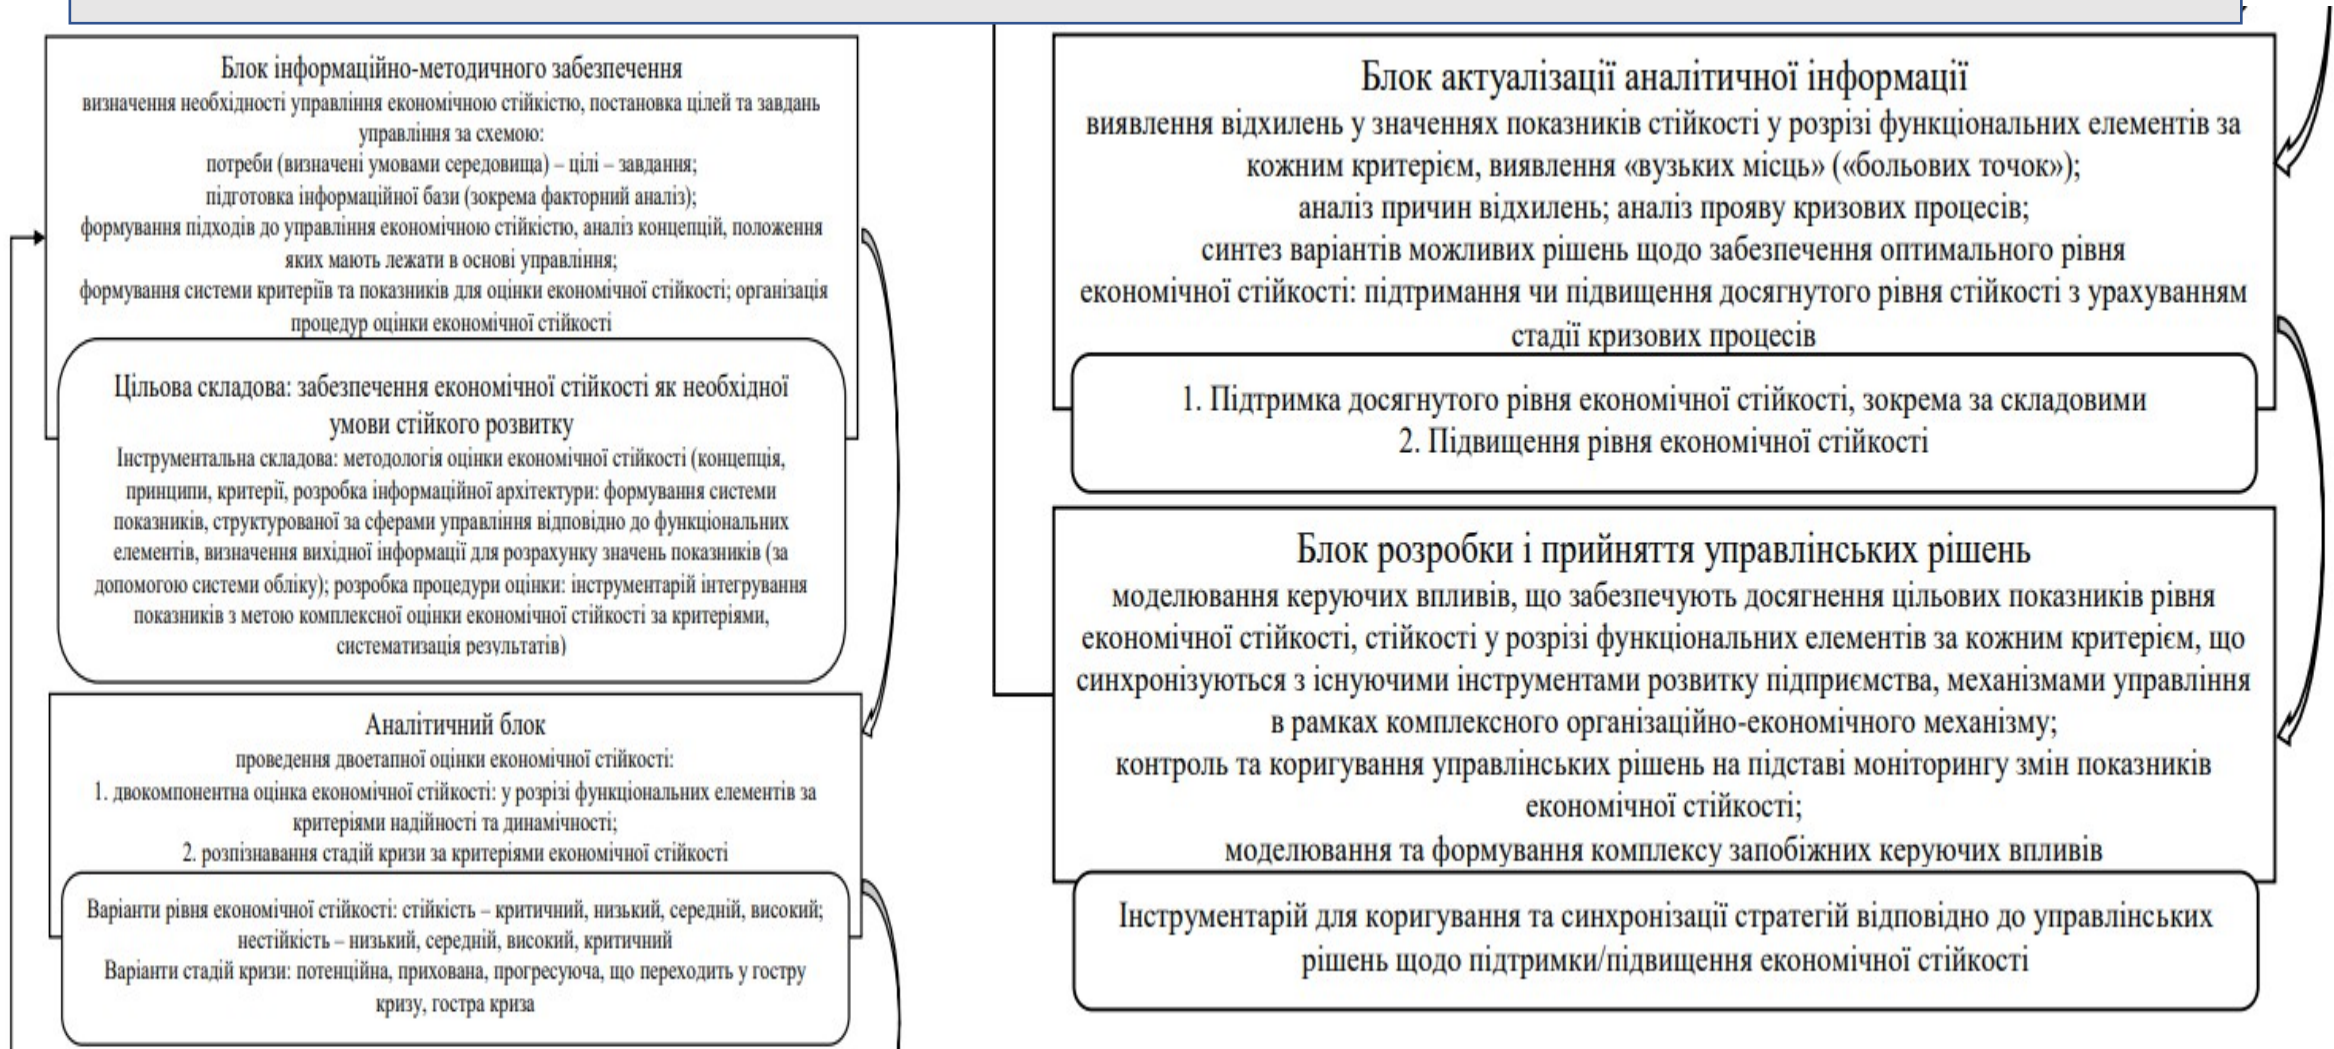 Блок інформаційно-методичного забезпечення
визначення необхідності управління економічною стійкістю, постановка цілей та завдань
управління за схемою:
потреби (визначені умовами середовища) – цілі – завдання;
підготовка інформаційної бази (зокрема факторний аналіз);
формування підходів до управління економічною стійкістю, аналіз концепцій, положення
яких мають лежати в основі управління;
формування системи критеріїв та показників для оцінки економічної стійкості; організація
процедур оцінки економічної стійкості
Цільова складова: забезпечення економічної стійкості як необхідної
умови стійкого розвитку
Інструментальна складова: методологія оцінки економічної стійкості (концепція,
принципи, критерії, розробка інформаційної архітектури: формування системи
показників, структурованої за сферами управління відповідно до функціональних
елементів, визначення вихідної інформації для розрахунку значень показників (за
допомогою системи обліку); розробка процедури оцінки: інструментарій інтегрування
показників з метою комплексної оцінки економічної стійкості за критеріями,
систематизація результатів)
Аналітичний блок
проведення двоетапної оцінки економічної стійкості:
1. двокомпонентна оцінка економічної стійкості: у розрізі функціональних елементів за
критеріями надійності та динамічності;
2. розпізнавання стадій кризи за критеріями економічної стійкості
Варіанти рівня економічної стійкості: стійкість – критичний, низький, середній, високий;
нестійкість – низький, середній, високий, критичний
Варіанти стадій кризи: потенційна, прихована, прогресуюча, що переходить у гостру
кризу, гостра криза
Блок актуалізації аналітичної інформації
виявлення відхилень у значеннях показників стійкості у розрізі функціональних елементів за
кожним критерієм, виявлення «вузьких місць» («больових точок»);
аналіз причин відхилень; аналіз прояву кризових процесів;
синтез варіантів можливих рішень щодо забезпечення оптимального рівня
економічної стійкості: підтримання чи підвищення досягнутого рівня стійкості з урахуванням
стадії кризових процесів
1. Підтримка досягнутого рівня економічної стійкості, зокрема за складовими
2. Підвищення рівня економічної стійкості
Блок розробки і прийняття управлінських рішень
моделювання керуючих впливів, що забезпечують досягнення цільових показників рівня
економічної стійкості, стійкості у розрізі функціональних елементів за кожним критерієм, що
синхронізуються з існуючими інструментами розвитку підприємства, механізмами управління
в рамках комплексного організаційно-економічного механізму;
контроль та коригування управлінських рішень на підставі моніторингу змін показників
економічної стійкості;
моделювання та формування комплексу запобіжних керуючих впливів
Інструментарій для коригування та синхронізації стратегій відповідно до управлінських
рішень щодо підтримки/підвищення економічної стійкості